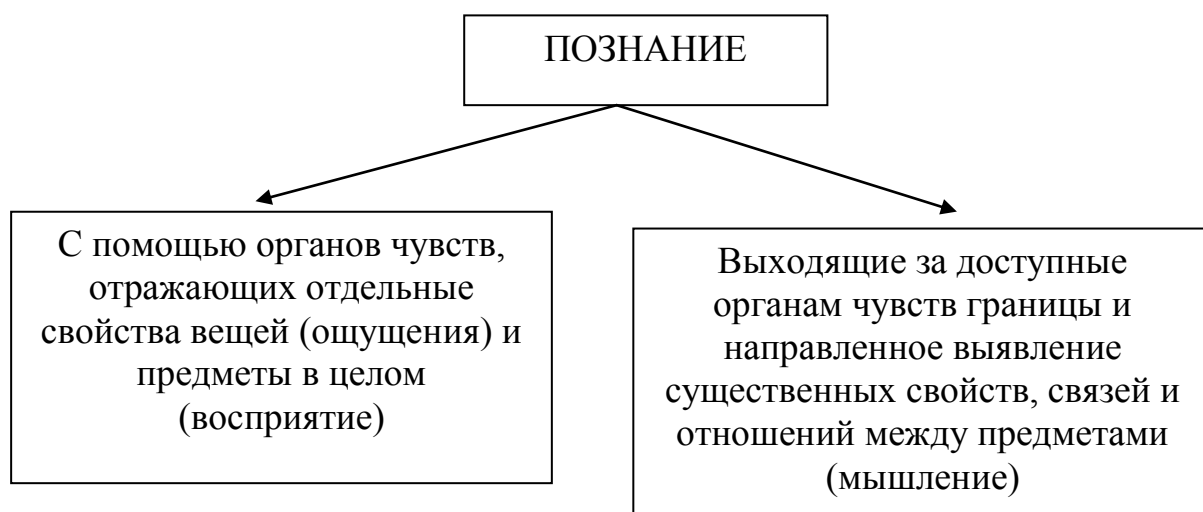 ПОЗНАНИЕ
С помощью органов чувств,
отражающих отдельные
свойства вещей (ощущения) и
предметы в целом
(восприятие)
Выходящие за доступные
органам чувств границы и
направленное выявление
существенных свойств, связей и
отношений между предметами
(мышление)